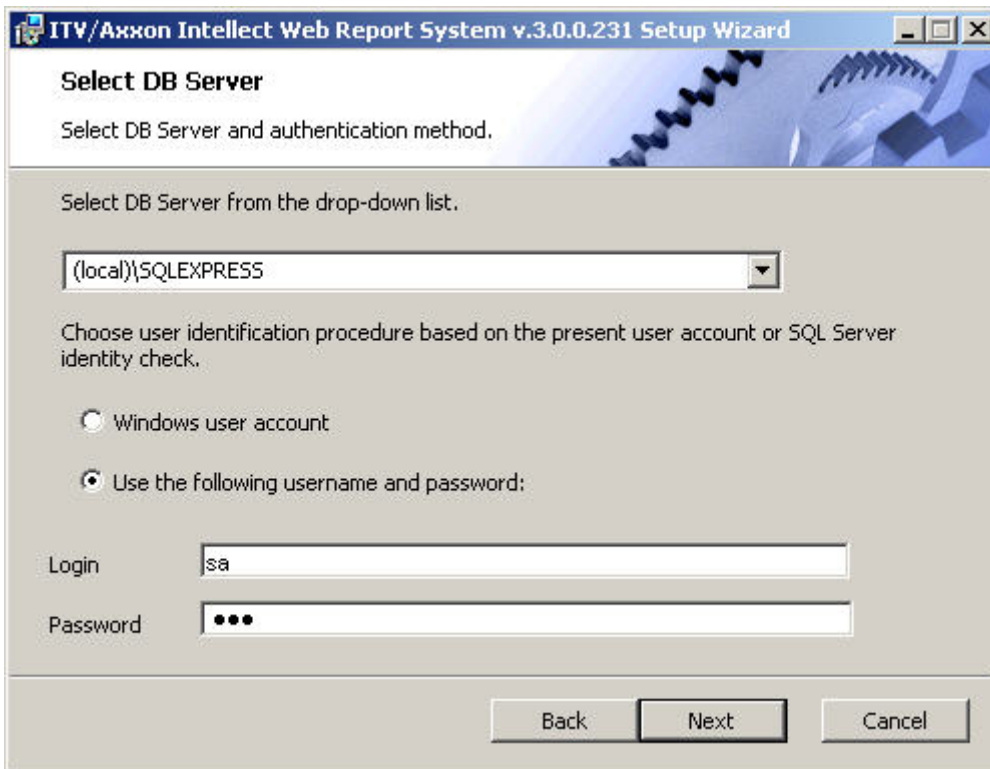 ITV/Axxon Intellect Web Report System v.3.0.0.231 Setup Wizard
Select DB Server
Select DB Server and authentication method.
Select DB Server from the drop-down list.
(local)\SQLEXPRESS
Choose user identification procedure based on the present user account or SQL Server
identity check.
Windows user account
Use the following username and password:
Login
sa
Password
●●●
Back
Next
Cancel